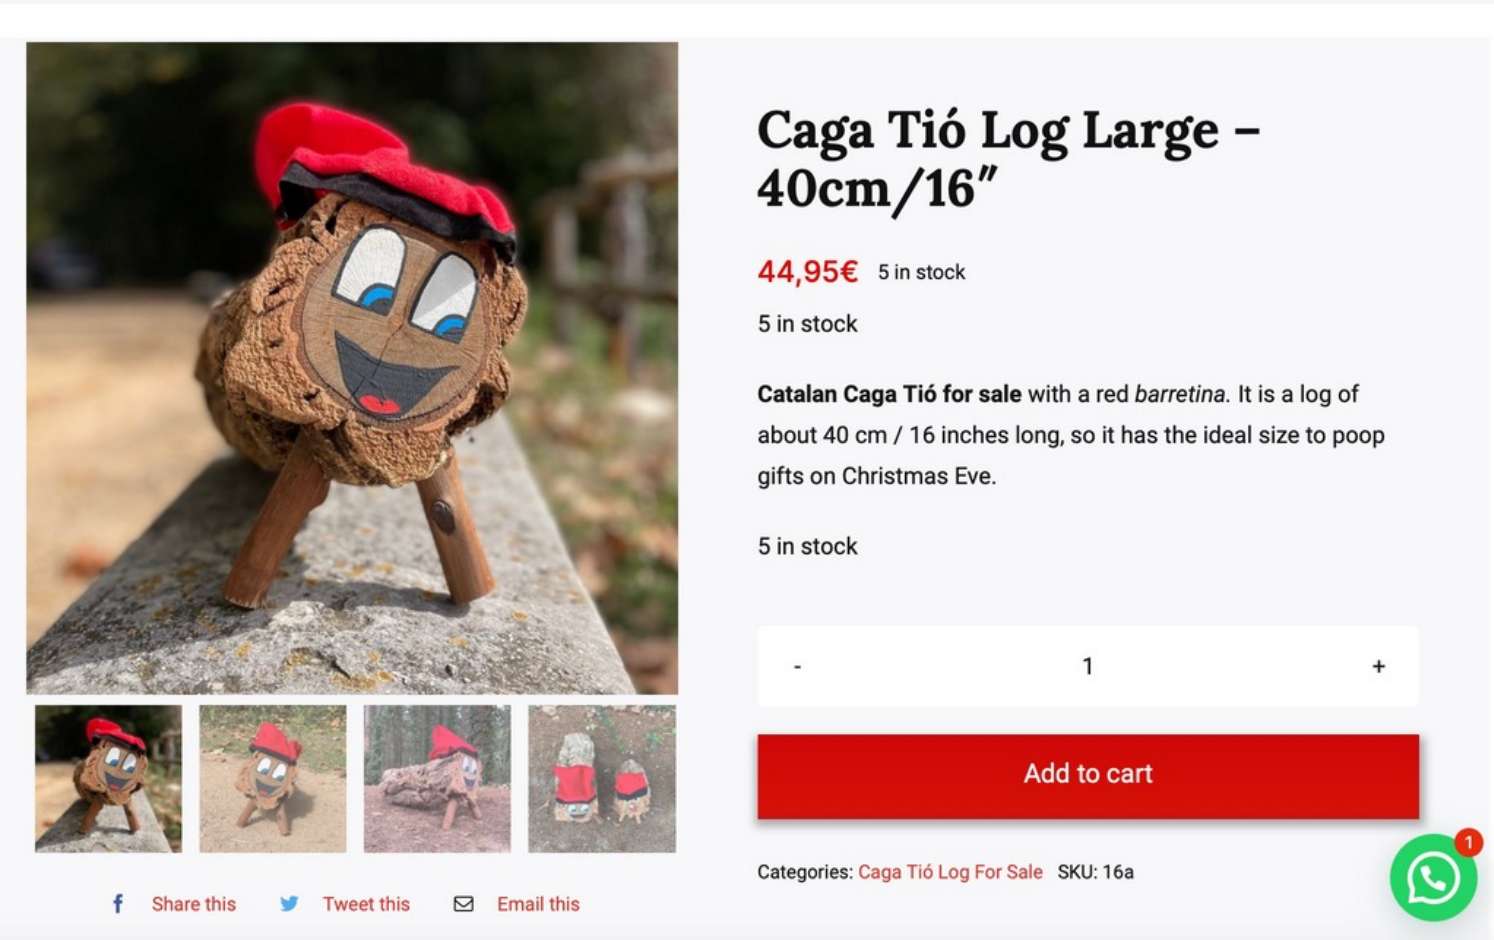 Caga Tió Log Large –
40cm/16″
44,95€ 5 in stock
5 in stock
Catalan Caga Tió for sale with a red barretina. It is a log of
about 40 cm / 16 inches long, so it has the ideal size to poop
gifts on Christmas Eve.
5 in stock
- 1 +
Add to cart
Categories: Caga Tió Log For Sale SKU: 16a
1
Share this Tweet this Email this